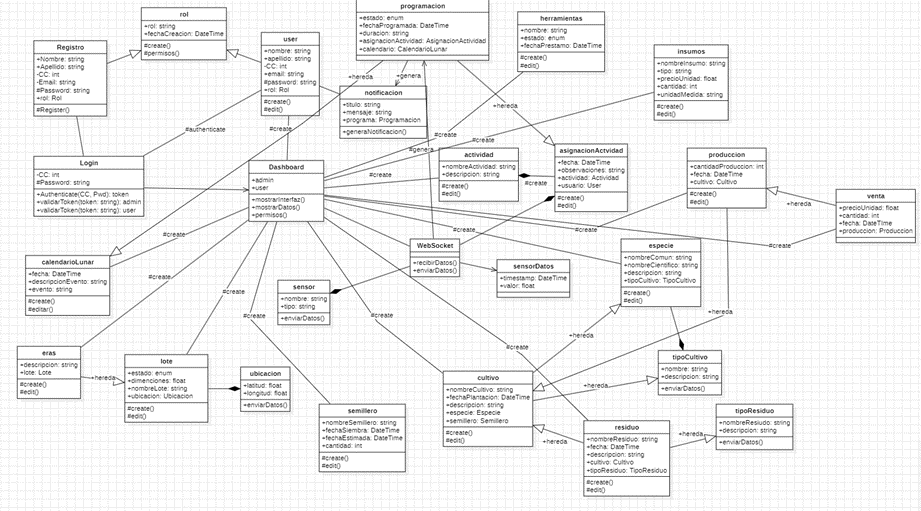 programacion
+estado: enum
+fechaProgramada: DateTime
+duracion: string
+asignacionActividad: AsignacionActividad
+calendario: CalendarioLunar
rol
+rol: string
+fechaCreacion: DateTime
#create()
#permisos()
herramientas
+nombre: string
+estado: enum
+fechaPrestamo: DateTime
#create()
#edit()
Registro
+Nombre: string
+Apellido: string
-CC: int
-Email: string
#Password: string
+rol: Rol
#Register()
user
+nombre: string
+apellido: string
-CC: int
+email: string
#password: string
+rol: Rol
#create()
#edit()
insumos
+nombreInsumo: string
+tipo: string
+precioUnidad: float
+cantidad: int
+unidadMedida: string
#create()
#edit()
+hereda
+genera
notificacion
+titulo: string
+mensaje: string
+programa: Programacion
+generaNotificacion()
+hereda
#authenticate
#create
#create
#create
#genera
Login
-CC: int
#Password: string
+Authenticate(CC, Pwd): token
+validarToken(token: string): admin
+validarToken(token: string): user
Dashboard
+admin
+user
+mostrarInterfaz()
+mostrarDatos()
+permisos()
actividad
+nombreActividad: string
+descripcion: string
#create()
#edit()
#create
#create
asignacionActvidad
+fecha: DateTime
+observaciones: string
+actividad: Actividad
+usuario: User
#create()
#edit()
produccion
+cantidadProduccion: int
+fecha: DateTime
+cultivo: Cultivo
#create()
#edit()
+hereda
venta
+precioUnidad: float
+cantidad: int
+fecha: DateTime
+produccion: Produccion
#create
#create
#create
calendarioLunar
+fecha: DateTime
+descripcionEvento: string
+evento: string
#create()
#editar()
WebSocket
+recibirDatos()
+enviarDatos()
sensorDatos
+timestamp: DateTime
+valor: float
especie
+nombreComun: string
+nombreCientifico: string
+descripcion: string
+tipoCultivo: TipoCultivo
#create()
#edit()
#create
#create
sensor
+nombre: string
+tipo: string
+enviarDatos()
#create
#create
+hereda
+hereda
#create
eras
+descripcion: string
+lote: Lote
#create()
#edit()
+hereda
lote
+estado: enum
+dimenciones: float
+nombreLote: string
+ubicacion: Ubicacion
#create()
#edit()
ubicacion
+latitud: float
+longitud: float
+enviarDatos()
cultivo
+nombreCultivo: string
+fechaPlantacion: DateTime
+descripcion: string
+especie: Especie
+semillero: Semillero
#create()
#edit()
+hereda
tipoCultivo
+nombre: string
+descripcion: string
+enviarDatos()
semillero
+nombreSemillero: string
+fechaSiembra: DateTime
+fechaEstimada: DateTime
+cantidad: int
#create()
#edit()
+hereda
residuo
+nombreResiduo: string
+fecha: DateTime
+descripcion: string
+cultivo: Cultivo
+tipoResiduo: TipoResiduo
#create()
#edit()
+hereda
tipoResiduo
+nombreResiudo: string
+descripcion: string
+enviarDatos()